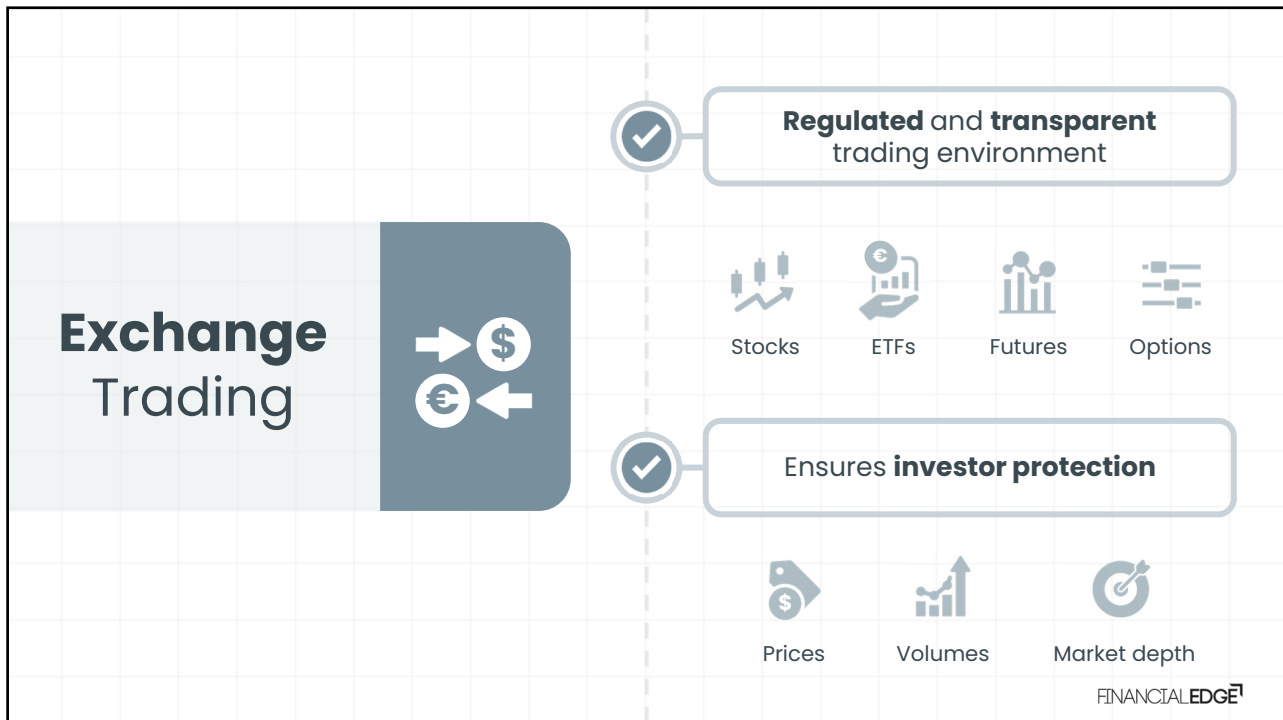 Exchange
Trading
$
€
Regulated and transparent
trading environment
€
Stocks
ETFs
Futures
Options
Ensures investor protection
$
Prices
Volumes
Market depth
FINANCIALEDGE